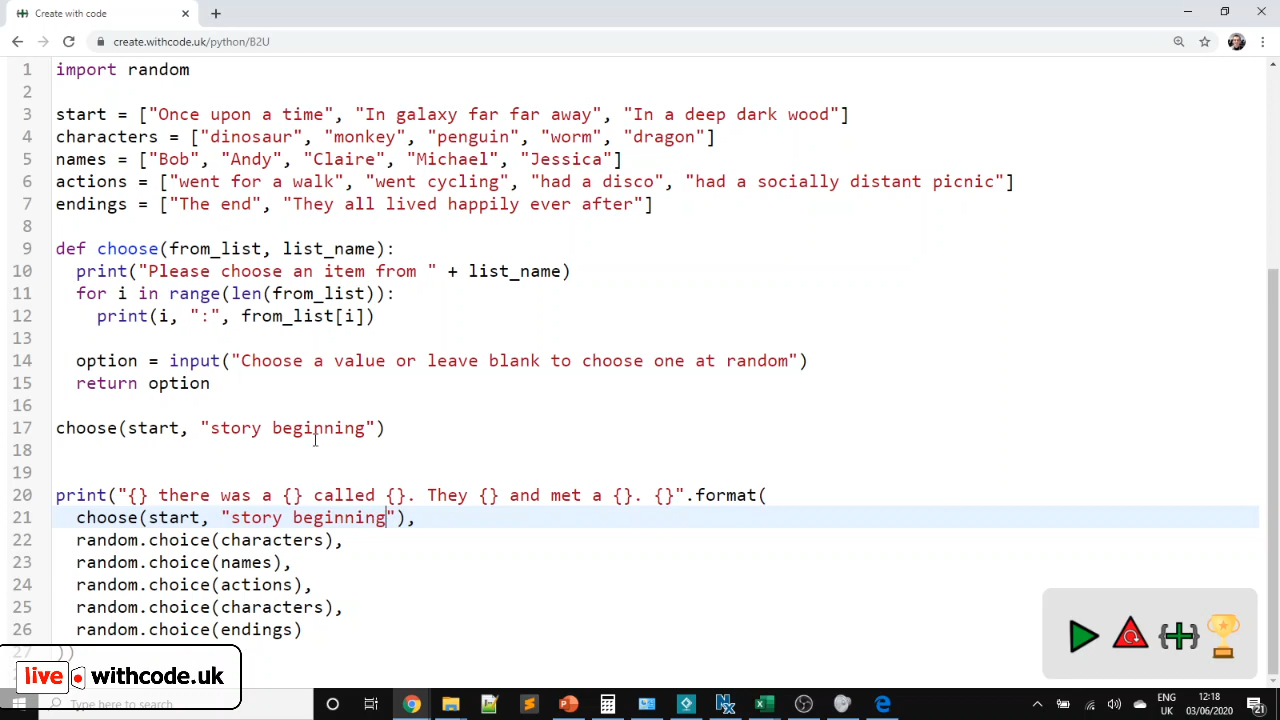 Create with code
create.withcode.uk/python/B2U
1 import random
2
3 start = ["Once upon a time", "In galaxy far far away", "In a deep dark wood"]
4 characters = ["dinosaur", "monkey", "penguin", "worm", "dragon"]
5 names = ["Bob", "Andy", "Claire", "Michael", "Jessica"]
6 actions = ["went for a walk", "went cycling", "had a disco", "had a socially distant picnic"]
7 endings = ["The end", "They all lived happily ever after"]
8
9 def choose(from_list, list_name):
10 print("Please choose an item from " + list_name)
11 for i in range(len(from_list)):
12 print(i, ":", from_list[i])
13
14 option = input("Choose a value or leave blank to choose one at random")
15 return option
16
17 choose(start, "story beginning")
18
19
20 print("{} there was a {} called {}. They {} and met a {}. {}".format(
21 choose(start, "story beginning"),
22 random.choice(characters),
23 random.choice(names),
24 random.choice(actions),
25 random.choice(characters),
26 random.choice(endings)
27 ))
live withcode.uk
Type here to search
ENG
UK
12:18
03/06/2020
21